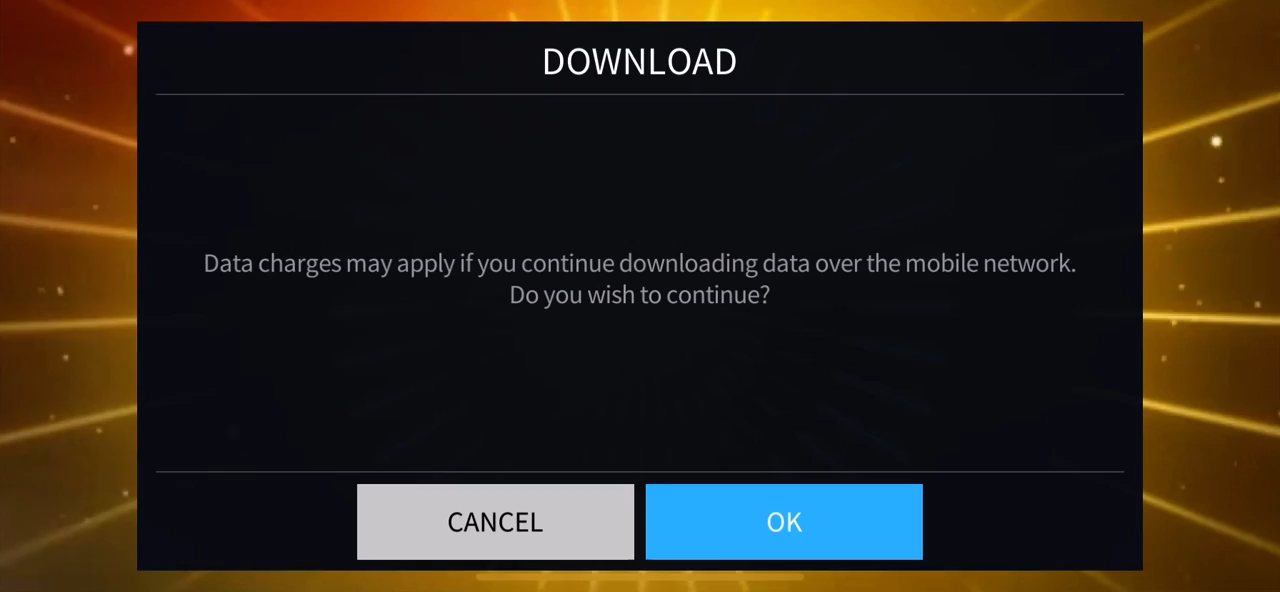 DOWNLOAD
Data charges may apply if you continue downloading data over the mobile network.
Do you wish to continue?
CANCEL
OK